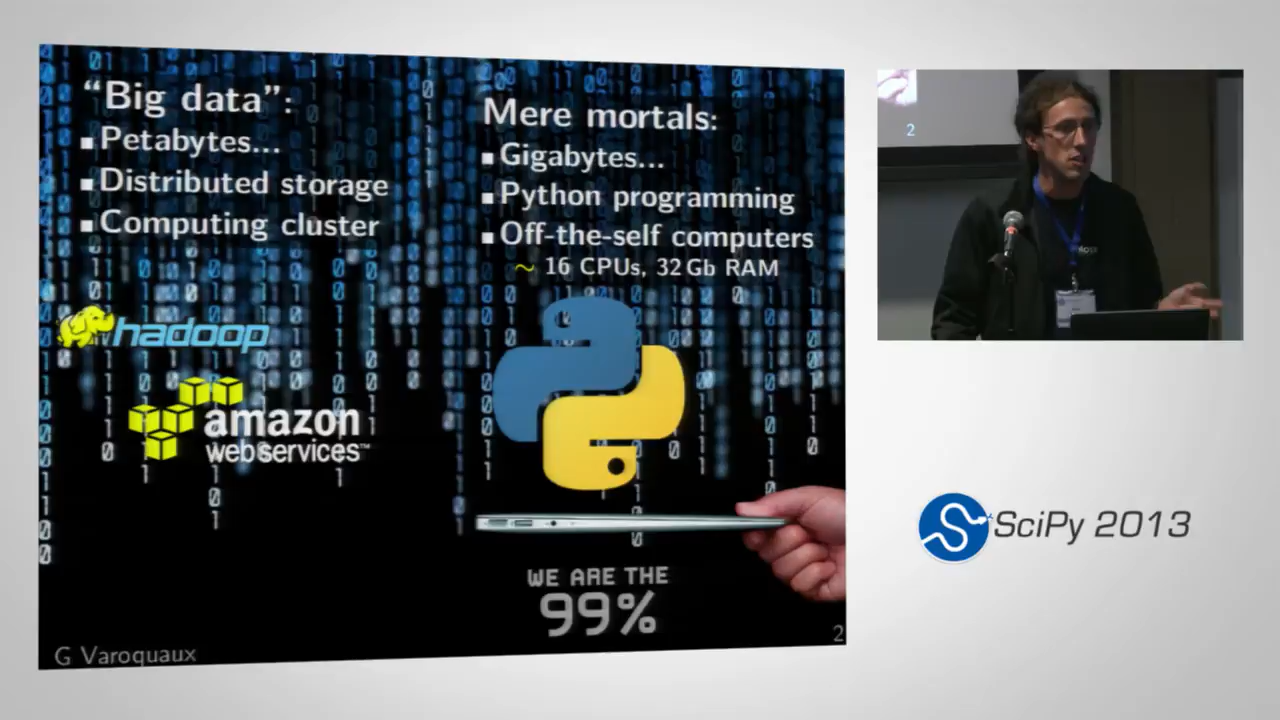 “Big data”:
Petabytes...
Distributed storage
Computing cluster
hadoop
amazon
webservices™
Mere mortals:
Gigabytes...
Python programming
Off-the-self computers
~ 16 CPUs, 32 Gb RAM
WE ARE THE
99%
G Varoquaux
2
2
SciPy 2013